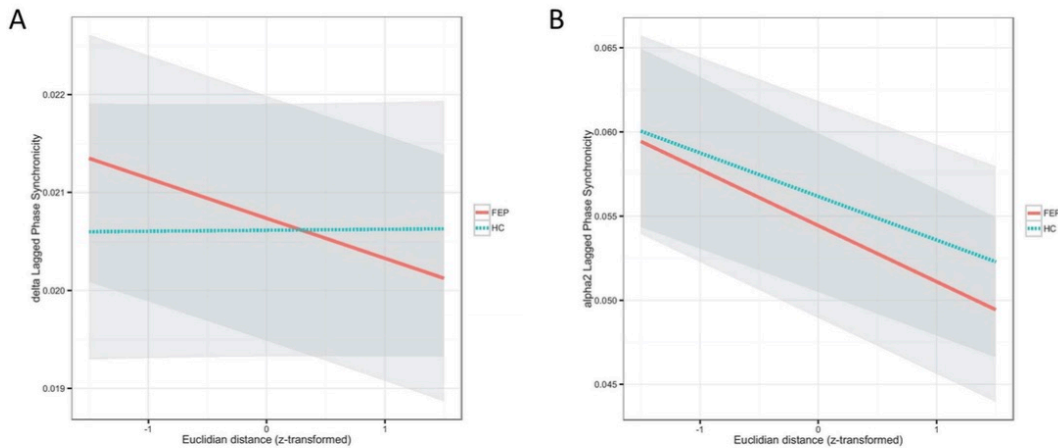 A
delta Lagged Phase Synchronicity
0.022
0.021
0.020
0.019
-1
0
1
Euclidian distance (z-transformed)
FEP
HC
B
alpha2 Lagged Phase Synchronicity
0.065
0.060
0.055
0.050
0.045
-1
0
1
Euclidian distance (z-transformed)
FEP
HC